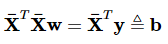 X̄ᵀX̄w = X̄ᵀy ≜ b